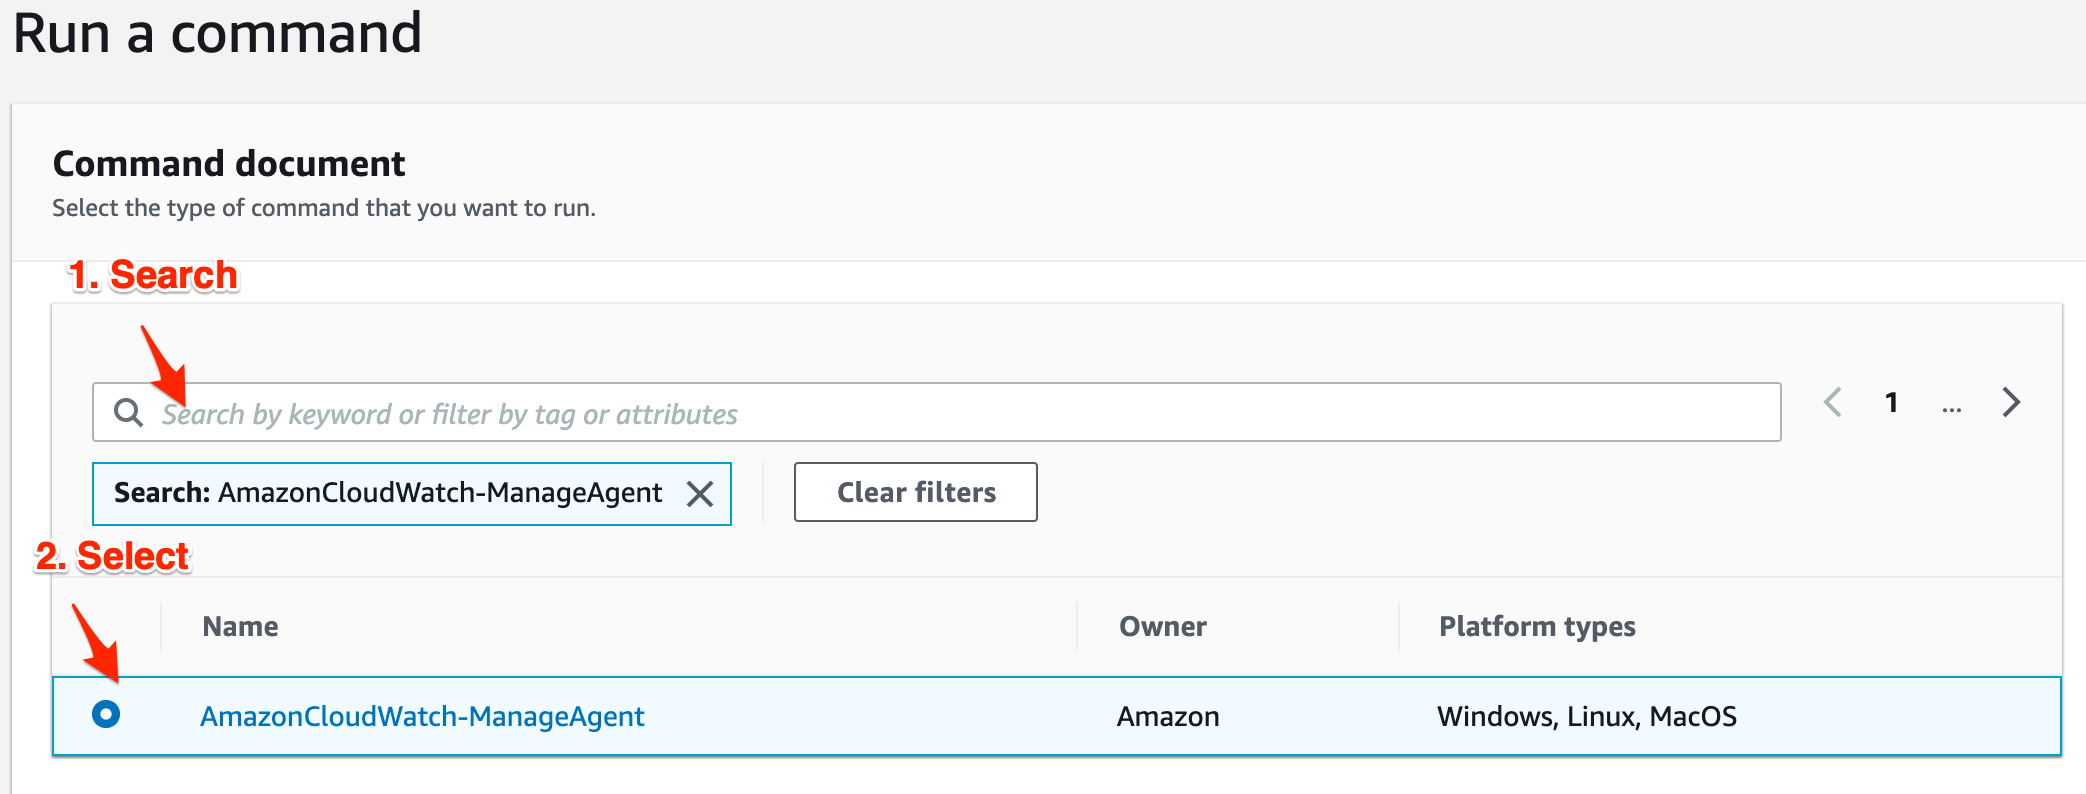 Run a command
Command document
Select the type of command that you want to run.
1. Search
Search by keyword or filter by tag or attributes
1 ...
Search: AmazonCloudWatch-ManageAgent
Clear filters
2. Select
Name Owner Platform types
AmazonCloudWatch-ManageAgent Amazon Windows, Linux, MacOS